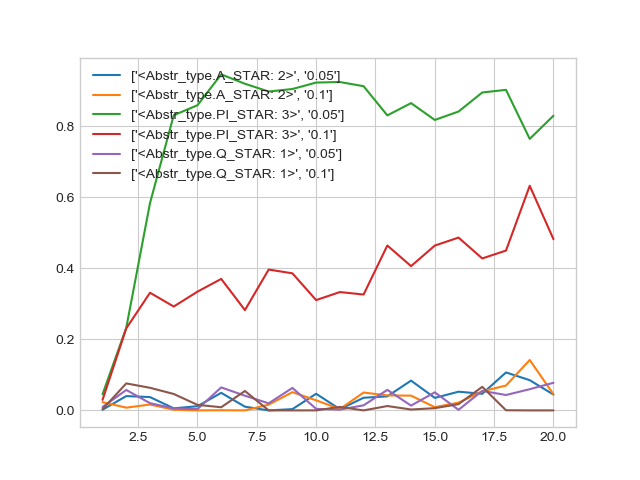 ['<Abstr_type.A_STAR: 2>', '0.05']
['<Abstr_type.A_STAR: 2>', '0.1']
['<Abstr_type.PI_STAR: 3>', '0.05']
['<Abstr_type.PI_STAR: 3>', '0.1']
['<Abstr_type.Q_STAR: 1>', '0.05']
['<Abstr_type.Q_STAR: 1>', '0.1']
0.8
0.6
0.4
0.2
0.0
2.5 5.0 7.5 10.0 12.5 15.0 17.5 20.0